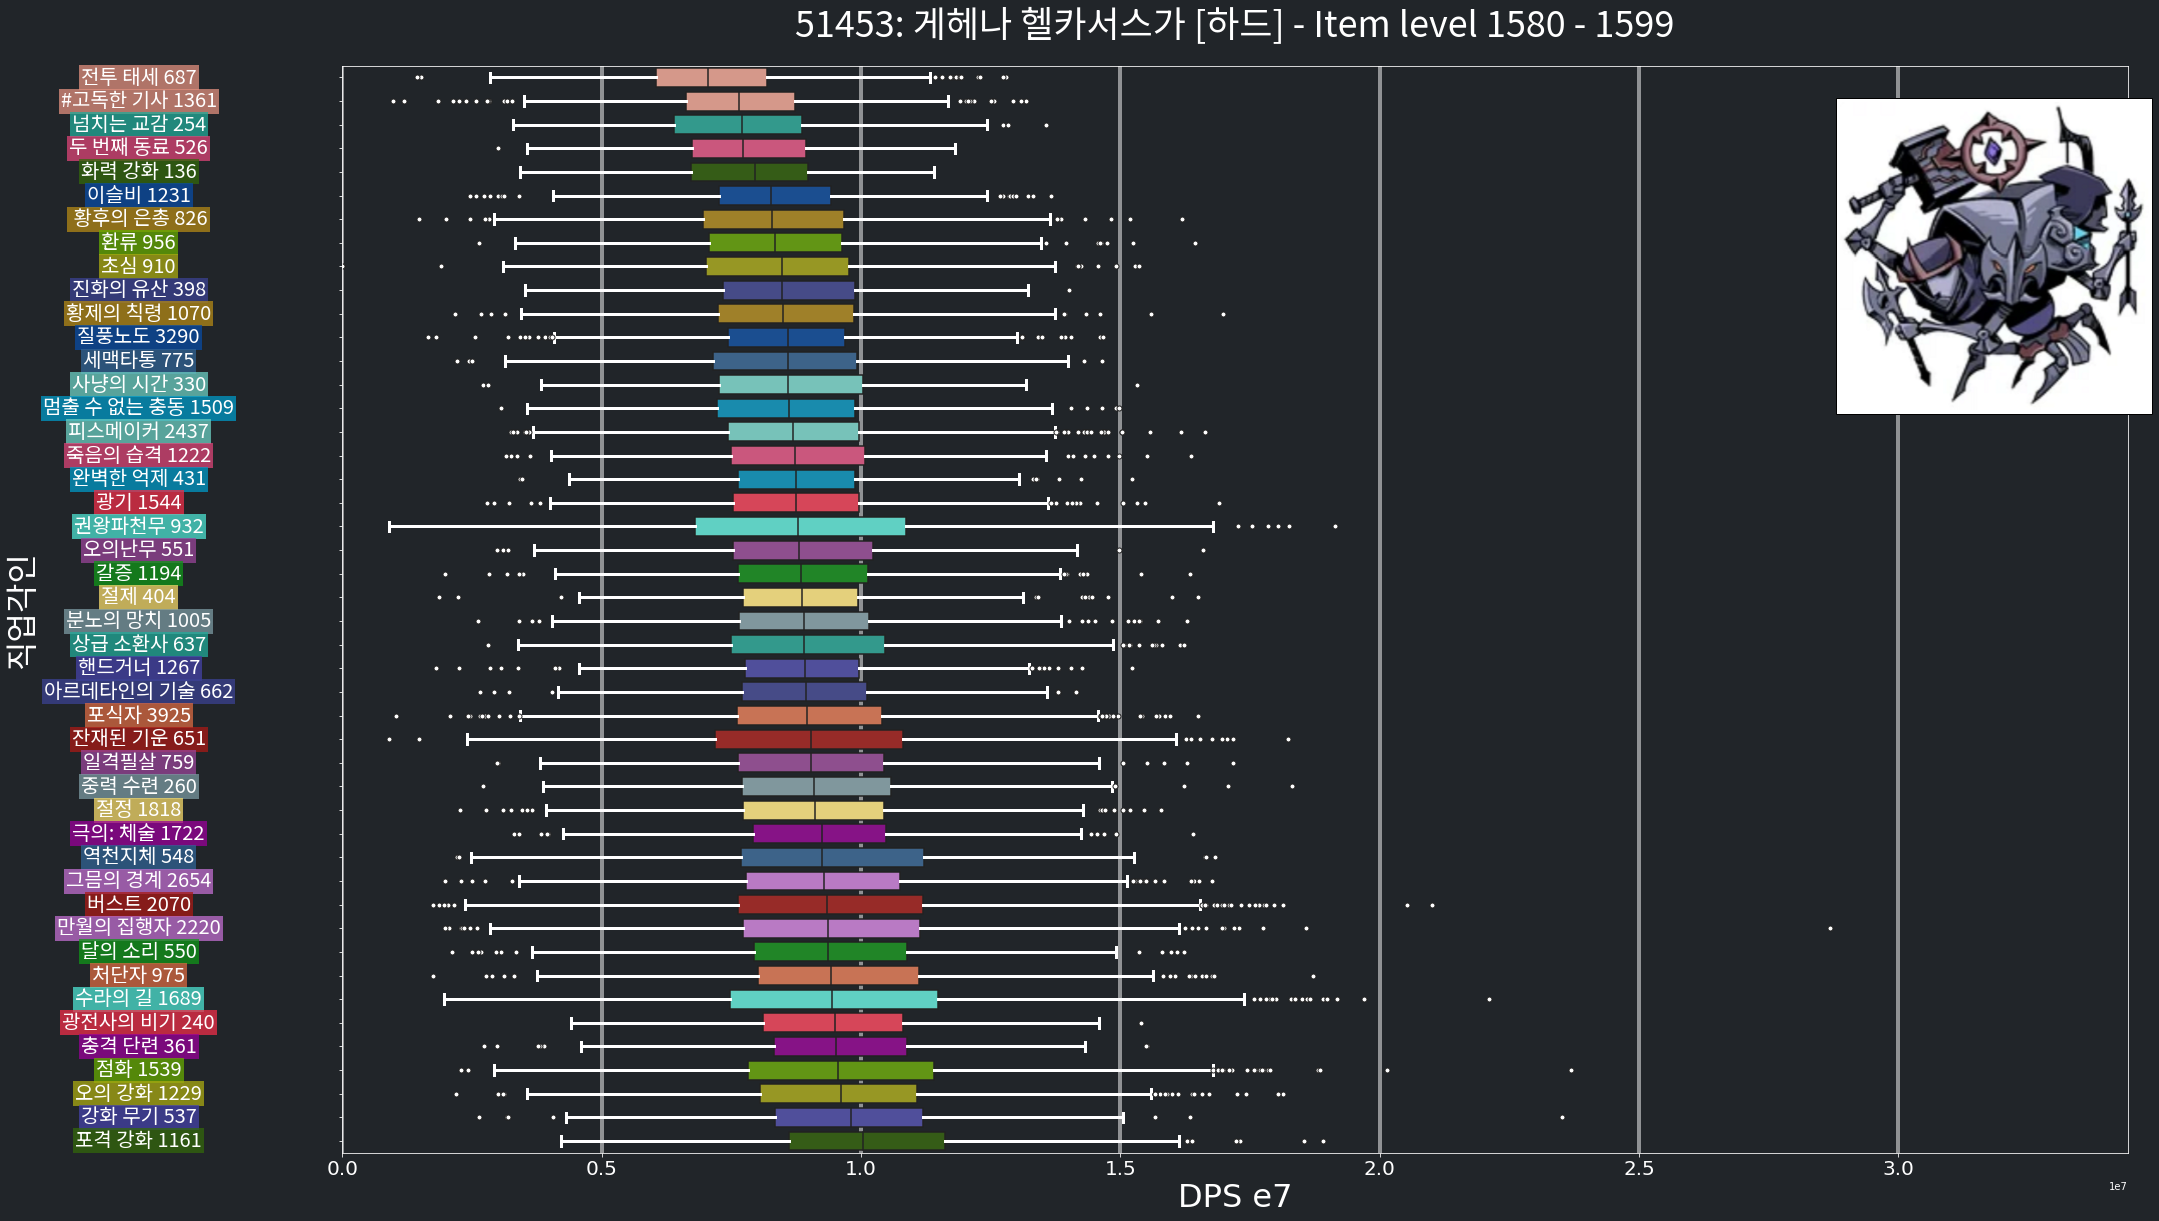 51453: 게헤나 헬카서스가 [하드] - Item level 1580 - 1599
전투 태세 687
#고독한 기사 1361
넘치는 교감 254
두 번째 동료 526
화력 강화 136
이슬비 1231
황후의 은총 826
환류 956
초심 910
진화의 유산 398
황제의 칙령 1070
질풍노도 3290
세맥타통 775
사냥의 시간 330
멈출 수 없는 충동 1509
피스메이커 2437
죽음의 습격 1222
완벽한 억제 431
광기 1544
권왕파천무 932
오의난무 551
갈증 1194
절제 404
분노의 망치 1005
상급 소환사 637
핸드거너 1267
아르데타인의 기술 662
포식자 3925
잔재된 기운 651
일격필살 759
중력 수련 260
절정 1818
극의: 체술 1722
역천지체 548
그믐의 경계 2654
버스트 2070
만월의 집행자 2220
달의 소리 550
처단자 975
수라의 길 1689
광전사의 비기 240
충격 단련 361
점화 1539
오의 강화 1229
강화 무기 537
포격 강화 1161
직업각인
0.0 0.5 1.0 1.5 2.0 2.5 3.0
DPS e7
1e7